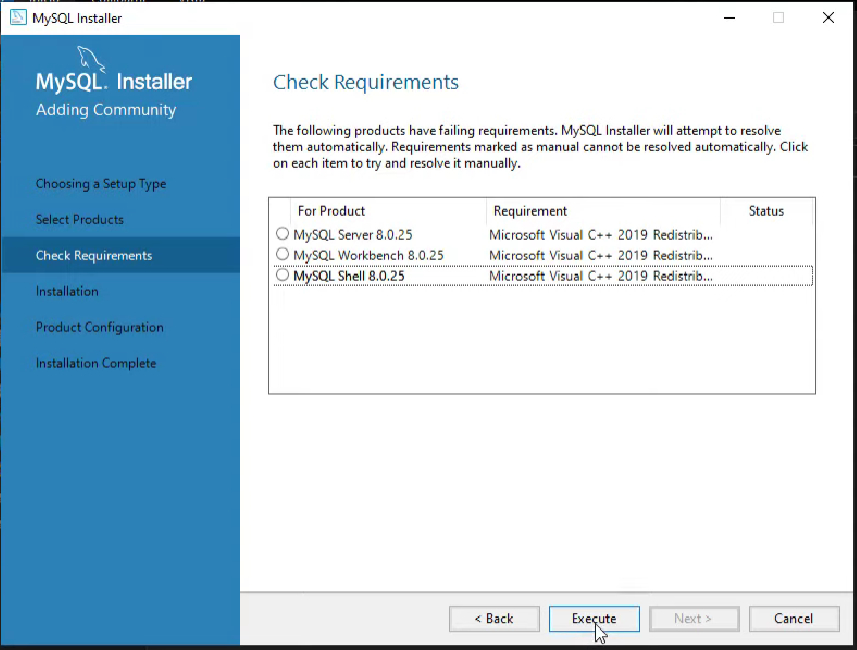 MySQL Installer
MySQL. Installer
Adding Community
Choosing a Setup Type
Select Products
Check Requirements
Installation
Product Configuration
Installation Complete
Check Requirements
The following products have failing requirements. MySQL Installer will attempt to resolve
them automatically. Requirements marked as manual cannot be resolved automatically. Click
on each item to try and resolve it manually.
For Product Requirement Status
MySQL Server 8.0.25 Microsoft Visual C++ 2019 Redistrib...
MySQL Workbench 8.0.25 Microsoft Visual C++ 2019 Redistrib...
MySQL Shell 8.0.25 Microsoft Visual C++ 2019 Redistrib...
< Back Execute Next > Cancel